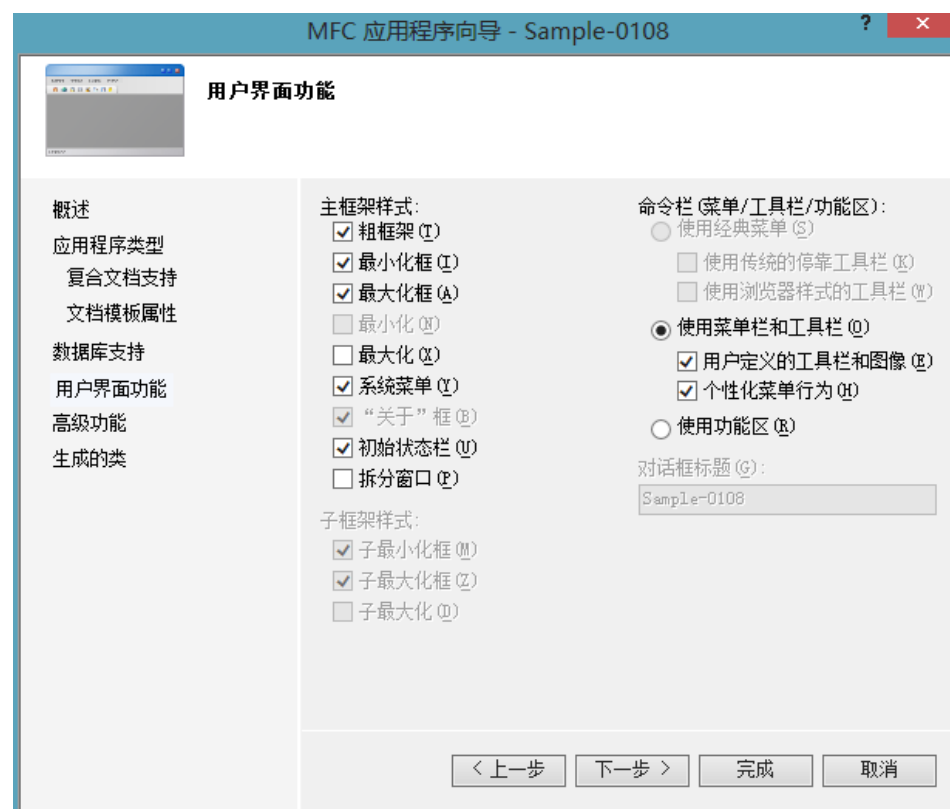 MFC 应用程序向导 - Sample-0108
?
×
用户界面功能
概述
应用程序类型
复合文档支持
文档模板属性
数据库支持
用户界面功能
高级功能
生成的类
主框架样式:
粗框架(T)
最小化框(I)
最大化框(A)
最小化(N)
最大化(X)
系统菜单(Y)
“关于”框(B)
初始状态栏(U)
拆分窗口(P)
子框架样式:
子最小化框(M)
子最大化框(Z)
子最大化(D)
命令栏(菜单/工具栏/功能区):
使用经典菜单(S)
使用传统的停靠工具栏(K)
使用浏览器样式的工具栏(W)
使用菜单栏和工具栏(O)
用户定义的工具栏和图像(E)
个性化菜单行为(H)
使用功能区(R)
对话框标题(G):
Sample-0108
< 上一步
下一步 >
完成
取消